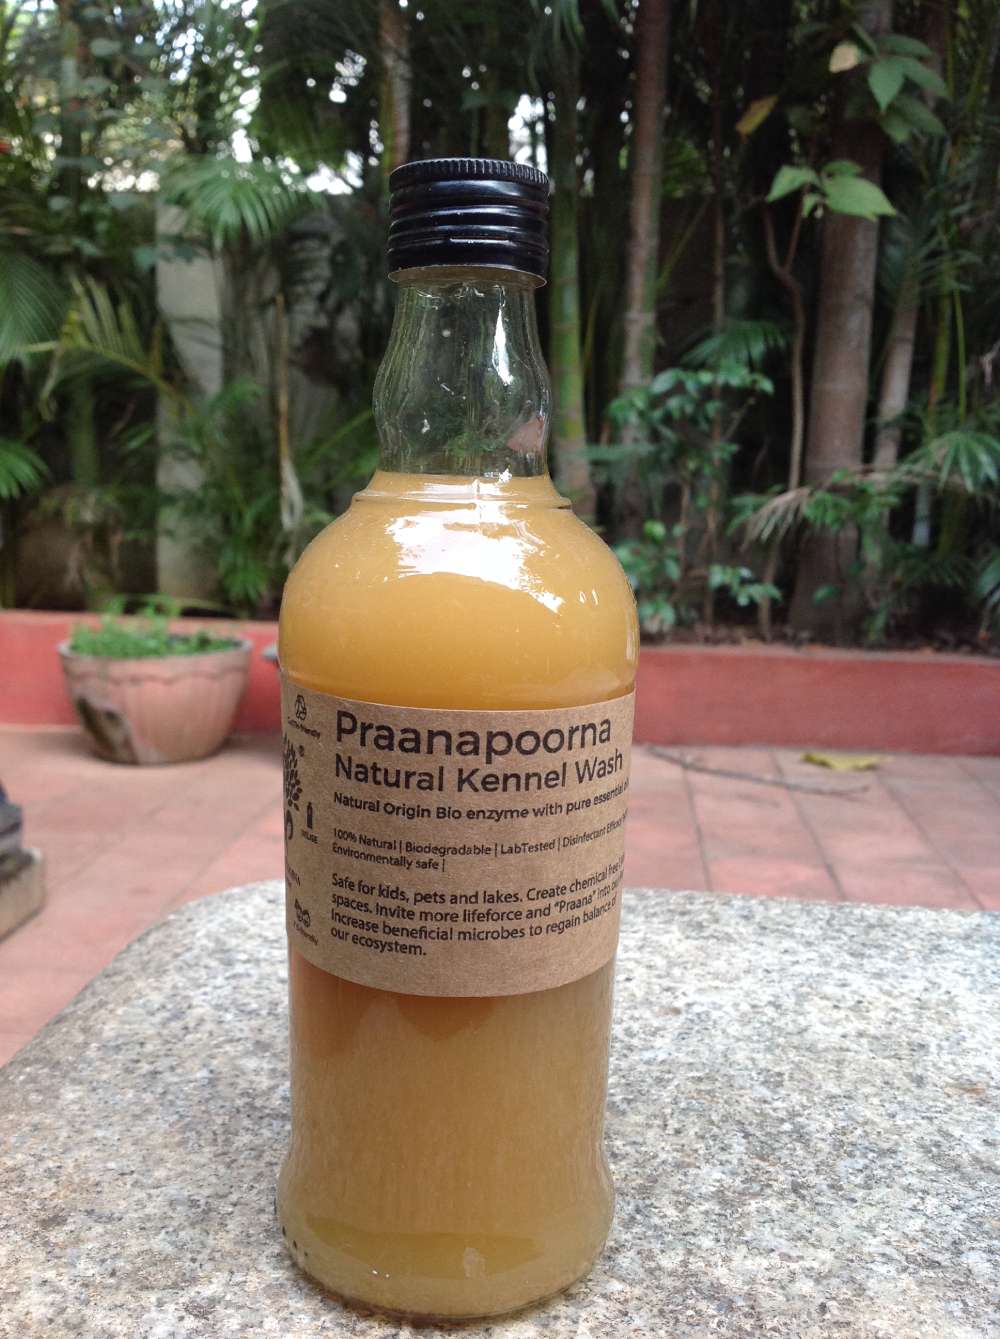 Praanapoorna
Natural Kennel Wash
Natural Origin Bio enzyme with pure essential
100% Natural | Biodegradable | LabTested | Disinfectant
Environmentally safe |
Safe for kids, pets and lakes. Create chemical free
spaces. Invite more lifeforce and "Praana" into
Increase beneficial microbes to regain balance of
our ecosystem.